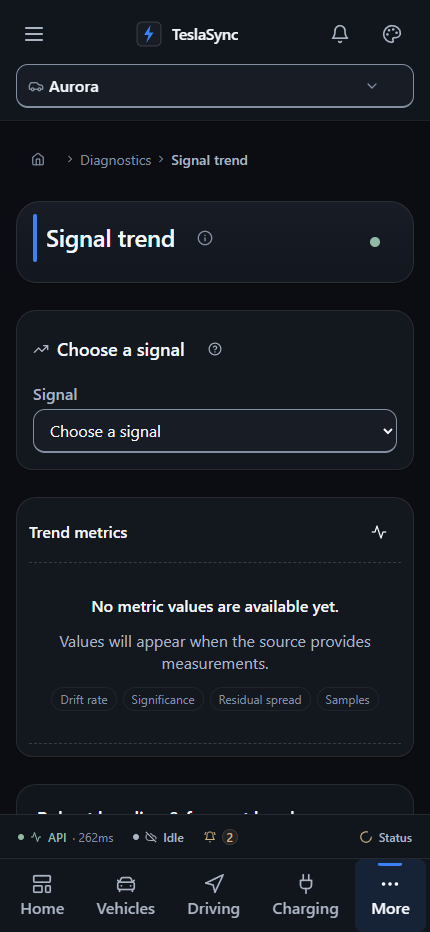 TeslaSync
Aurora
Diagnostics
Signal trend
Signal trend
Choose a signal
Signal
Choose a signal
Trend metrics
No metric values are available yet.
Values will appear when the source provides
measurements.
Drift rate Significance Residual spread Samples
API · 262ms Idle 2 Status
Home Vehicles Driving Charging More